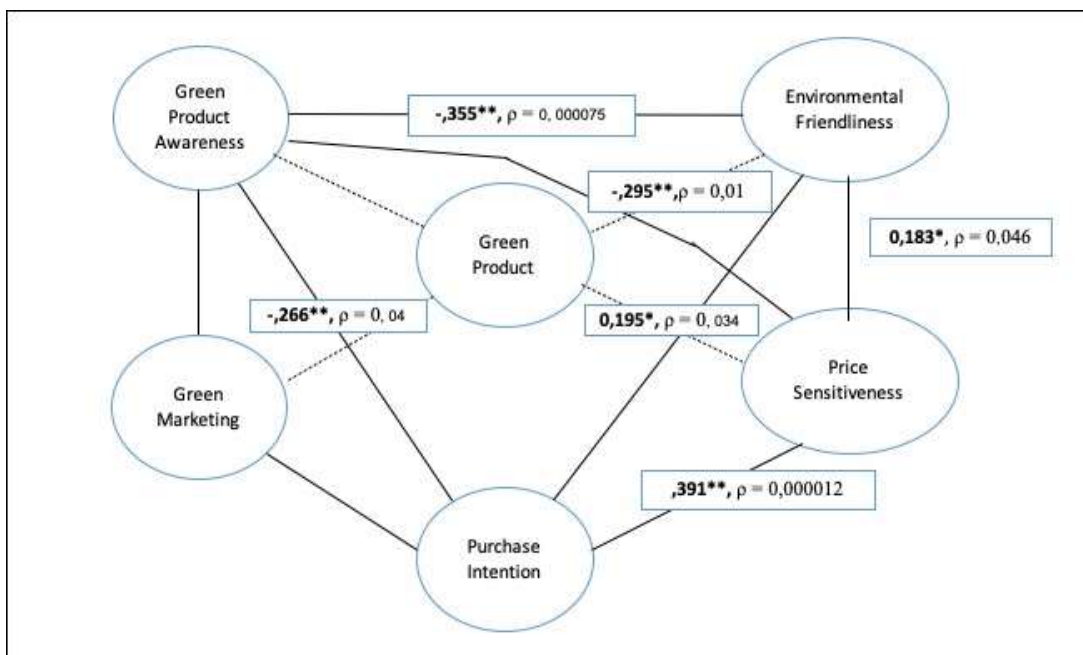 Green
Product
Awareness
-,355**, ρ = 0, 000075
Environmental
Friendliness
-,295**,ρ = 0,01
Green
Product
0,183*, ρ = 0,046
-,266**, ρ = 0, 04
0,195*, ρ = 0, 034
Green
Marketing
Price
Sensitiveness
,391**, ρ = 0,000012
Purchase
Intention